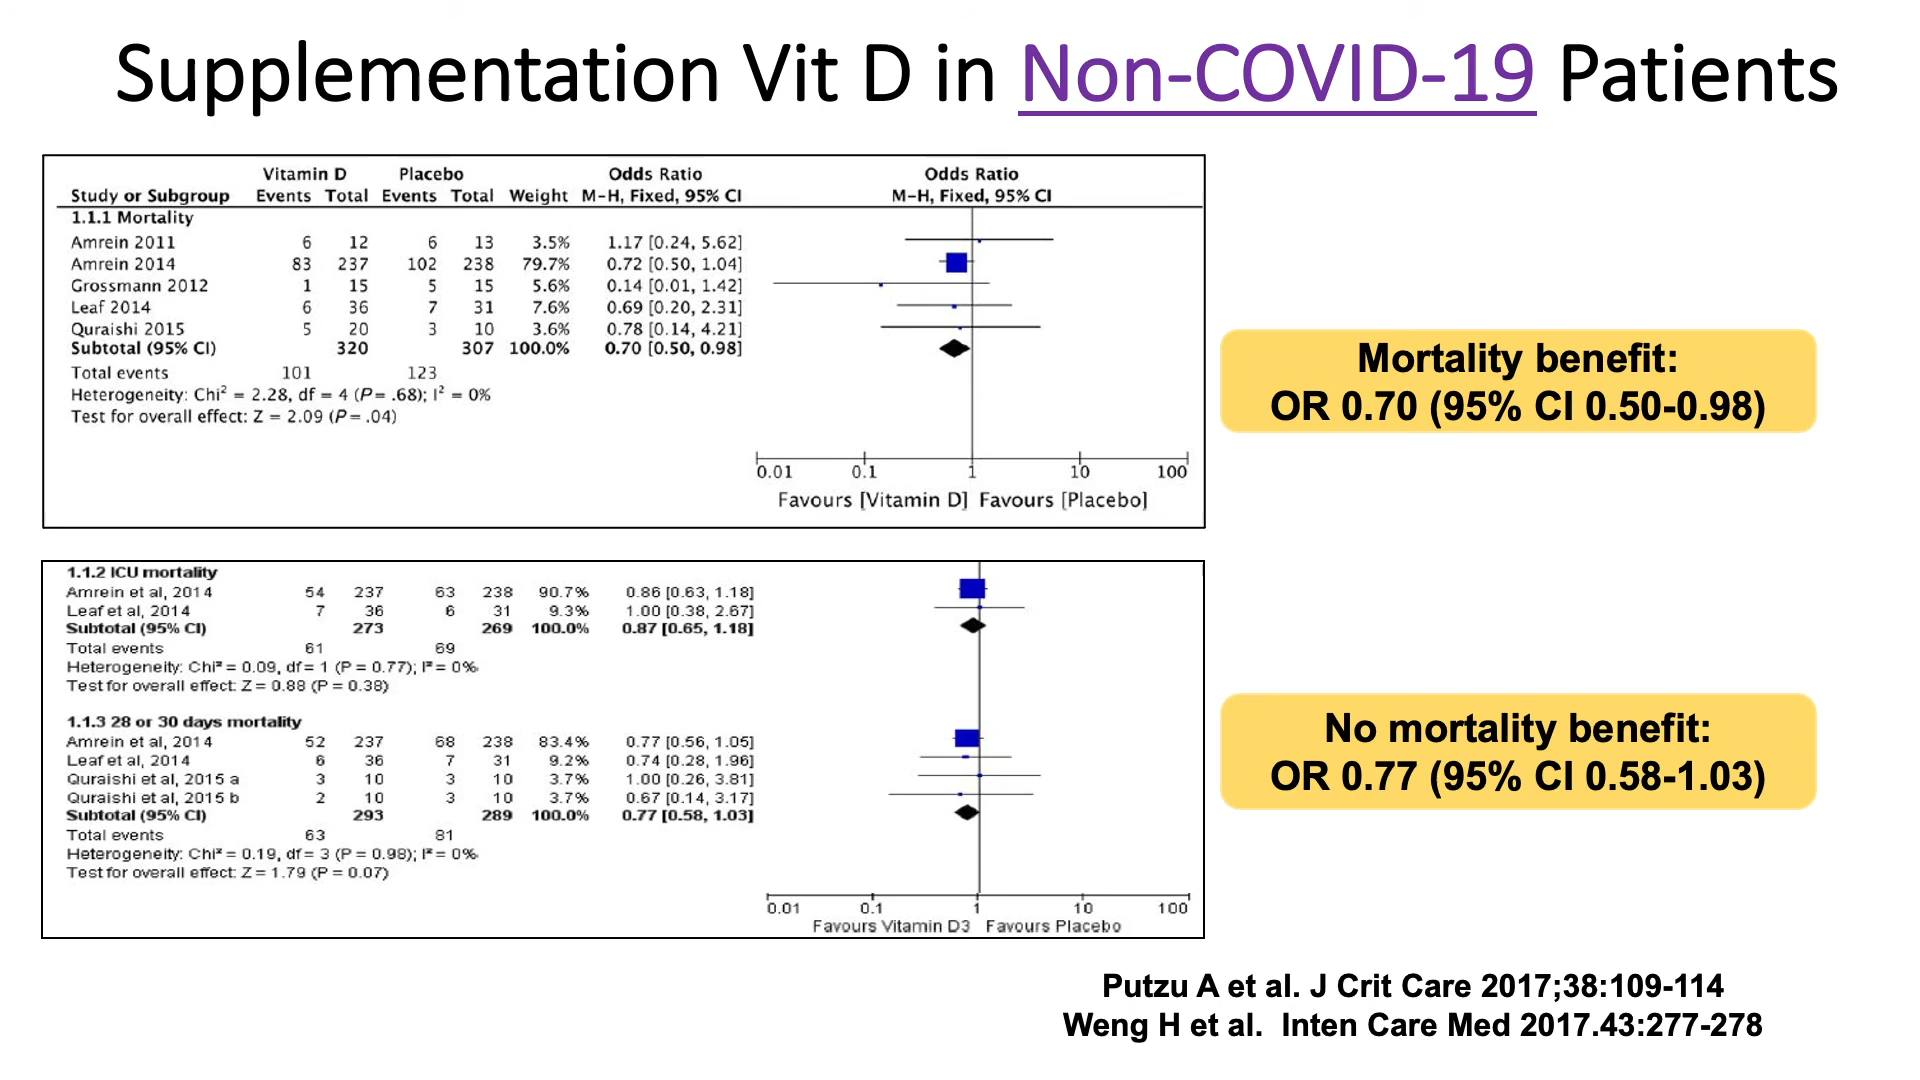 Supplementation Vit D in Non-COVID-19 Patients
Vitamin D Placebo Odds Ratio Odds Ratio
Study or Subgroup Events Total Events Total Weight M-H, Fixed, 95% CI M-H, Fixed, 95% CI
1.1.1 Mortality
Amrein 2011 6 12 6 13 3.5% 1.17 [0.24, 5.62]
Amrein 2014 83 237 102 238 79.7% 0.72 [0.50, 1.04]
Grossmann 2012 1 15 5 15 5.6% 0.14 [0.01, 1.42]
Leaf 2014 6 36 7 31 7.6% 0.69 [0.20, 2.31]
Quraishi 2015 5 20 3 10 3.6% 0.78 [0.14, 4.21]
Subtotal (95% CI) 320 307 100.0% 0.70 [0.50, 0.98]
Total events 101 123
Heterogeneity: Chi² = 2.28, df = 4 (P= .68); I² = 0%
Test for overall effect: Z = 2.09 (P= .04)
0.01 0.1 1 10 100
Favours [Vitamin D] Favours [Placebo]
Mortality benefit:
OR 0.70 (95% CI 0.50-0.98)
1.1.2 ICU mortality
Amrein et al, 2014 54 237 63 238 90.7% 0.86 [0.63, 1.18]
Leaf et al, 2014 7 36 6 31 9.3% 1.00 [0.38, 2.67]
Subtotal (95% CI) 273 269 100.0% 0.87 [0.65, 1.18]
Total events 61 69
Heterogeneity: Chi² = 0.09, df = 1 (P = 0.77); I² = 0%
Test for overall effect: Z = 0.88 (P = 0.38)
1.1.3 28 or 30 days mortality
Amrein et al, 2014 52 237 68 238 83.4% 0.77 [0.56, 1.05]
Leaf et al, 2014 6 36 7 31 9.2% 0.74 [0.28, 1.96]
Quraishi et al, 2015 a 3 10 3 10 3.7% 1.00 [0.26, 3.81]
Quraishi et al, 2015 b 2 10 3 10 3.7% 0.67 [0.14, 3.17]
Subtotal (95% CI) 293 289 100.0% 0.77 [0.58, 1.03]
Total events 63 81
Heterogeneity: Chi² = 0.19, df = 3 (P = 0.98); I² = 0%
Test for overall effect: Z = 1.79 (P = 0.07)
0.01 0.1 1 10 100
Favours Vitamin D3 Favours Placebo
No mortality benefit:
OR 0.77 (95% CI 0.58-1.03)
Putzu A et al. J Crit Care 2017;38:109-114
Weng H et al. Inten Care Med 2017.43:277-278